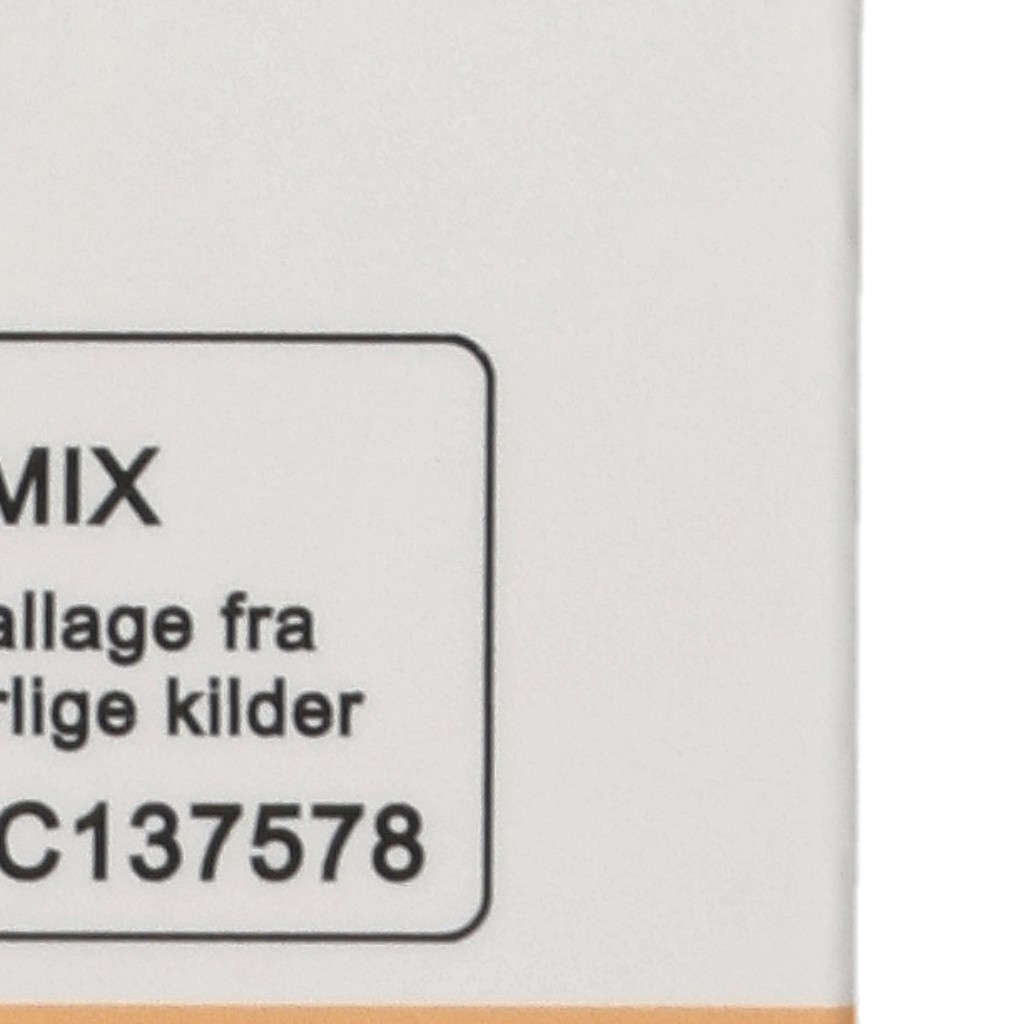 MIX
allage fra
rlige kilder
C137578